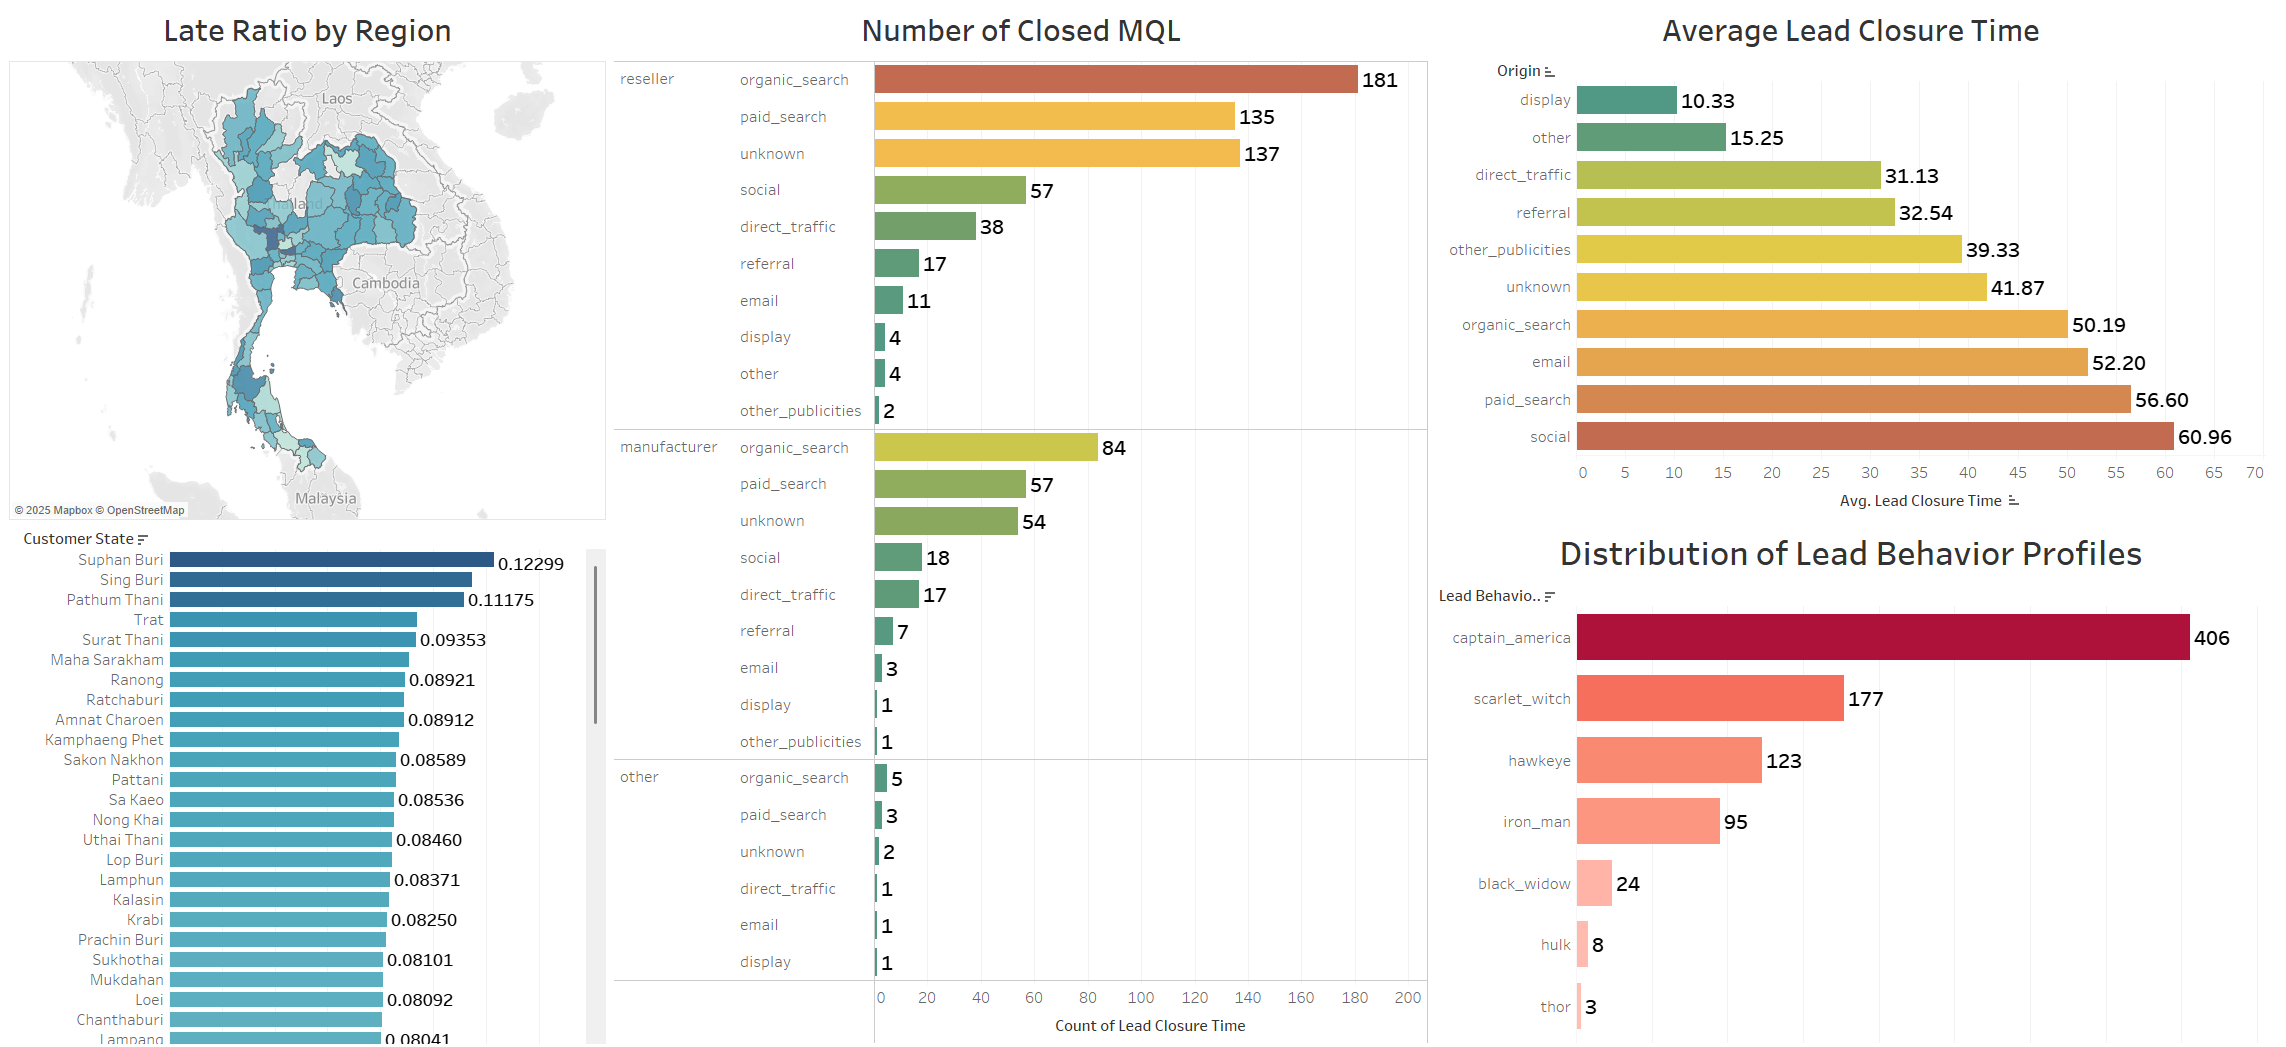 Late Ratio by Region
Laos
Thailand
Cambodia
Malaysia
© 2025 Mapbox © OpenStreetMap
Customer State
Suphan Buri 0.12299
Sing Buri
Pathum Thani 0.11175
Trat
Surat Thani 0.09353
Maha Sarakham
Ranong 0.08921
Ratchaburi
Amnat Charoen 0.08912
Kamphaeng Phet
Sakon Nakhon 0.08589
Pattani
Sa Kaeo 0.08536
Nong Khai
Uthai Thani 0.08460
Lop Buri
Lamphun 0.08371
Kalasin
Krabi 0.08250
Prachin Buri
Sukhothai 0.08101
Mukdahan
Loei 0.08092
Chanthaburi
Lampang 0.08041
Number of Closed MQL
reseller organic_search 181
paid_search 135
unknown 137
social 57
direct_traffic 38
referral 17
email 11
display 4
other 4
other_publicities 2
manufacturer organic_search 84
paid_search 57
unknown 54
social 18
direct_traffic 17
referral 7
email 3
display 1
other_publicities 1
other organic_search 5
paid_search 3
unknown 2
direct_traffic 1
email 1
display 1
0 20 40 60 80 100 120 140 160 180 200
Count of Lead Closure Time
Average Lead Closure Time
Origin
display 10.33
other 15.25
direct_traffic 31.13
referral 32.54
other_publicities 39.33
unknown 41.87
organic_search 50.19
email 52.20
paid_search 56.60
social 60.96
0 5 10 15 20 25 30 35 40 45 50 55 60 65 70
Avg. Lead Closure Time
Distribution of Lead Behavior Profiles
Lead Behavio..
captain_america 406
scarlet_witch 177
hawkeye 123
iron_man 95
black_widow 24
hulk 8
thor 3